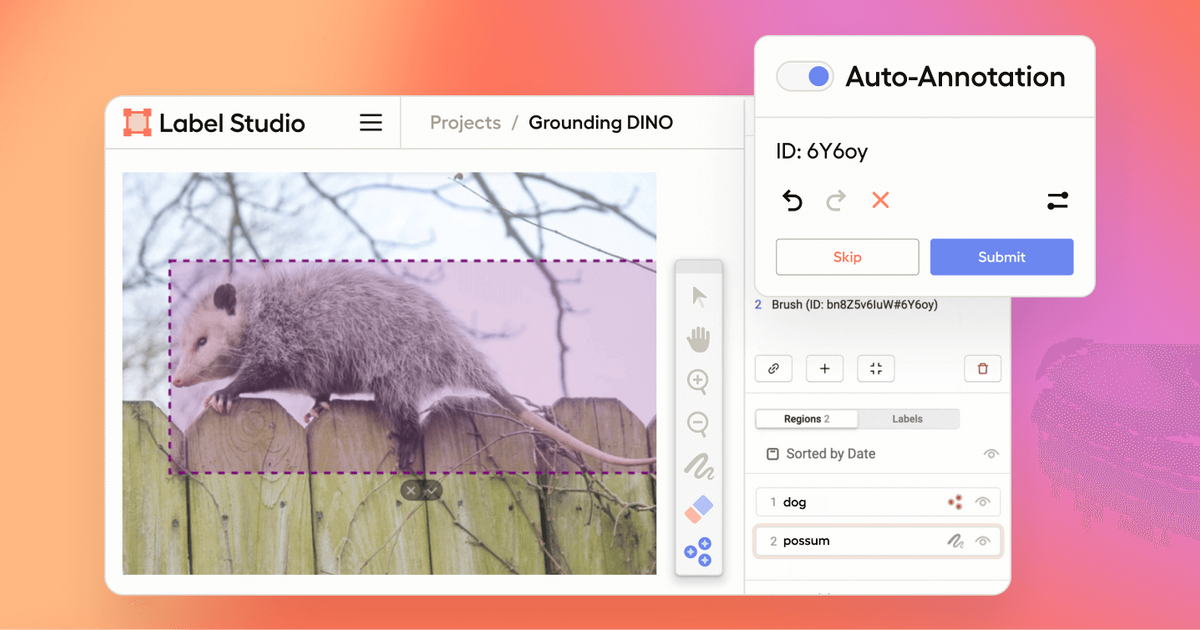 Label Studio
Projects / Grounding DINO
Auto-Annotation
ID: 6Y6oy
Skip
Submit
2 Brush (ID: bn8Z5v6IuW#6Y6oy)
Regions 2
Labels
Sorted by Date
1 dog
2 possum